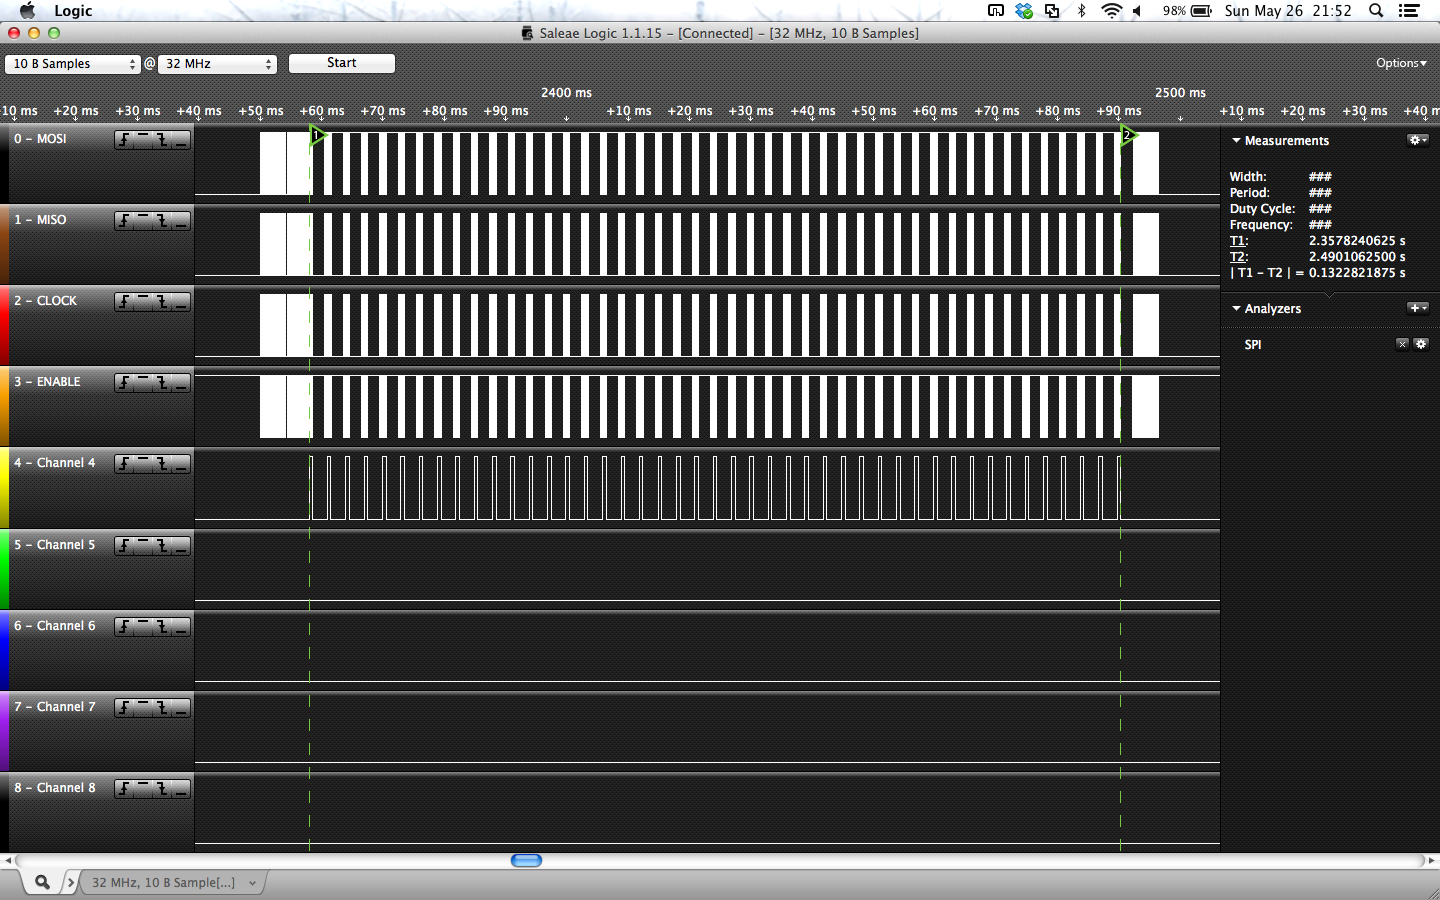 Logic
98%
Sun May 26 21:52
Saleae Logic 1.1.15 – [Connected] – [32 MHz, 10 B Samples]
10 B Samples @ 32 MHz Start
Options
2400 ms 2500 ms
10 ms +20 ms +30 ms +40 ms +50 ms +60 ms +70 ms +80 ms +90 ms +10 ms +20 ms +30 ms +40 ms +50 ms +60 ms +70 ms +80 ms +90 ms +10 ms +20 ms +30 ms +40 m
0 – MOSI
1 2
1 – MISO
2 – CLOCK
3 – ENABLE
4 – Channel 4
5 – Channel 5
6 – Channel 6
7 – Channel 7
8 – Channel 8
Measurements
Width: ###
Period: ###
Duty Cycle: ###
Frequency: ###
T1: 2.3578240625 s
T2: 2.4901062500 s
| T1 – T2 | = 0.1322821875 s
Analyzers
SPI
32 MHz, 10 B Sample[...]